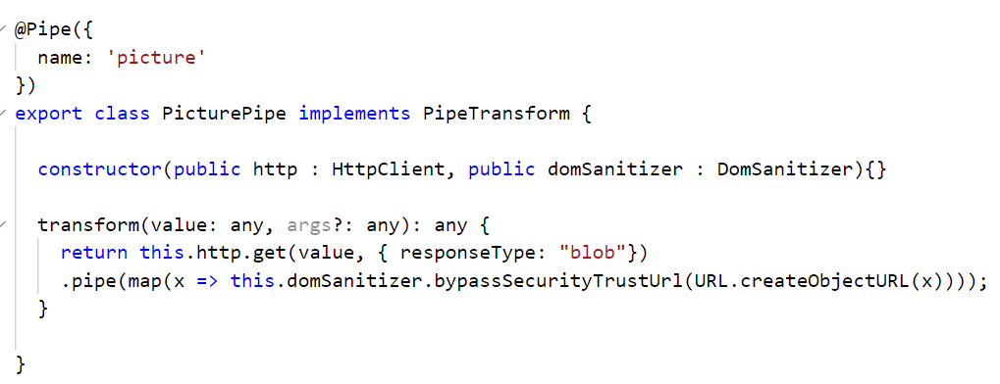 @Pipe({
  name: 'picture'
})
export class PicturePipe implements PipeTransform {
  constructor(public http : HttpClient, public domSanitizer : DomSanitizer){}
  transform(value: any, args?: any): any {
    return this.http.get(value, { responseType: "blob"})
    .pipe(map(x => this.domSanitizer.bypassSecurityTrustUrl(URL.createObjectURL(x))));
  }
}